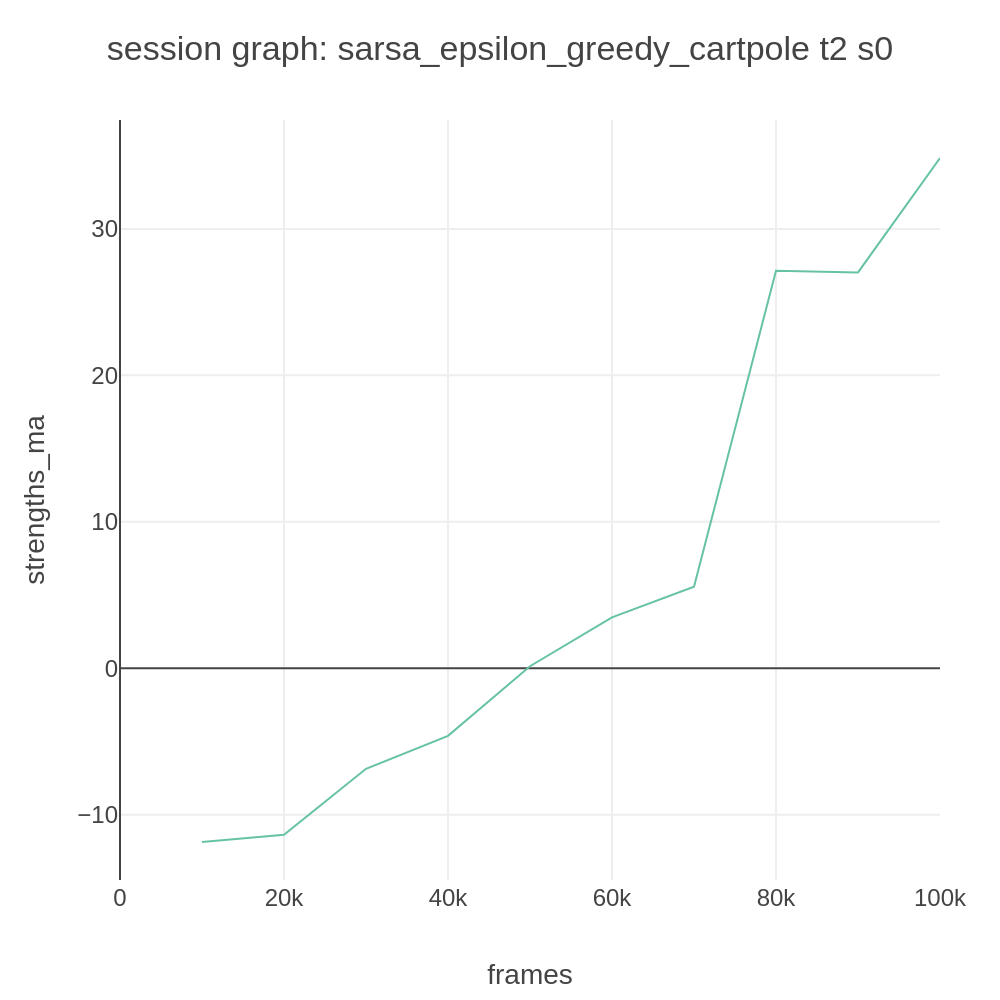 session graph: sarsa_epsilon_greedy_cartpole t2 s0
strengths_ma
30
20
10
0
−10
0 20k 40k 60k 80k 100k
frames